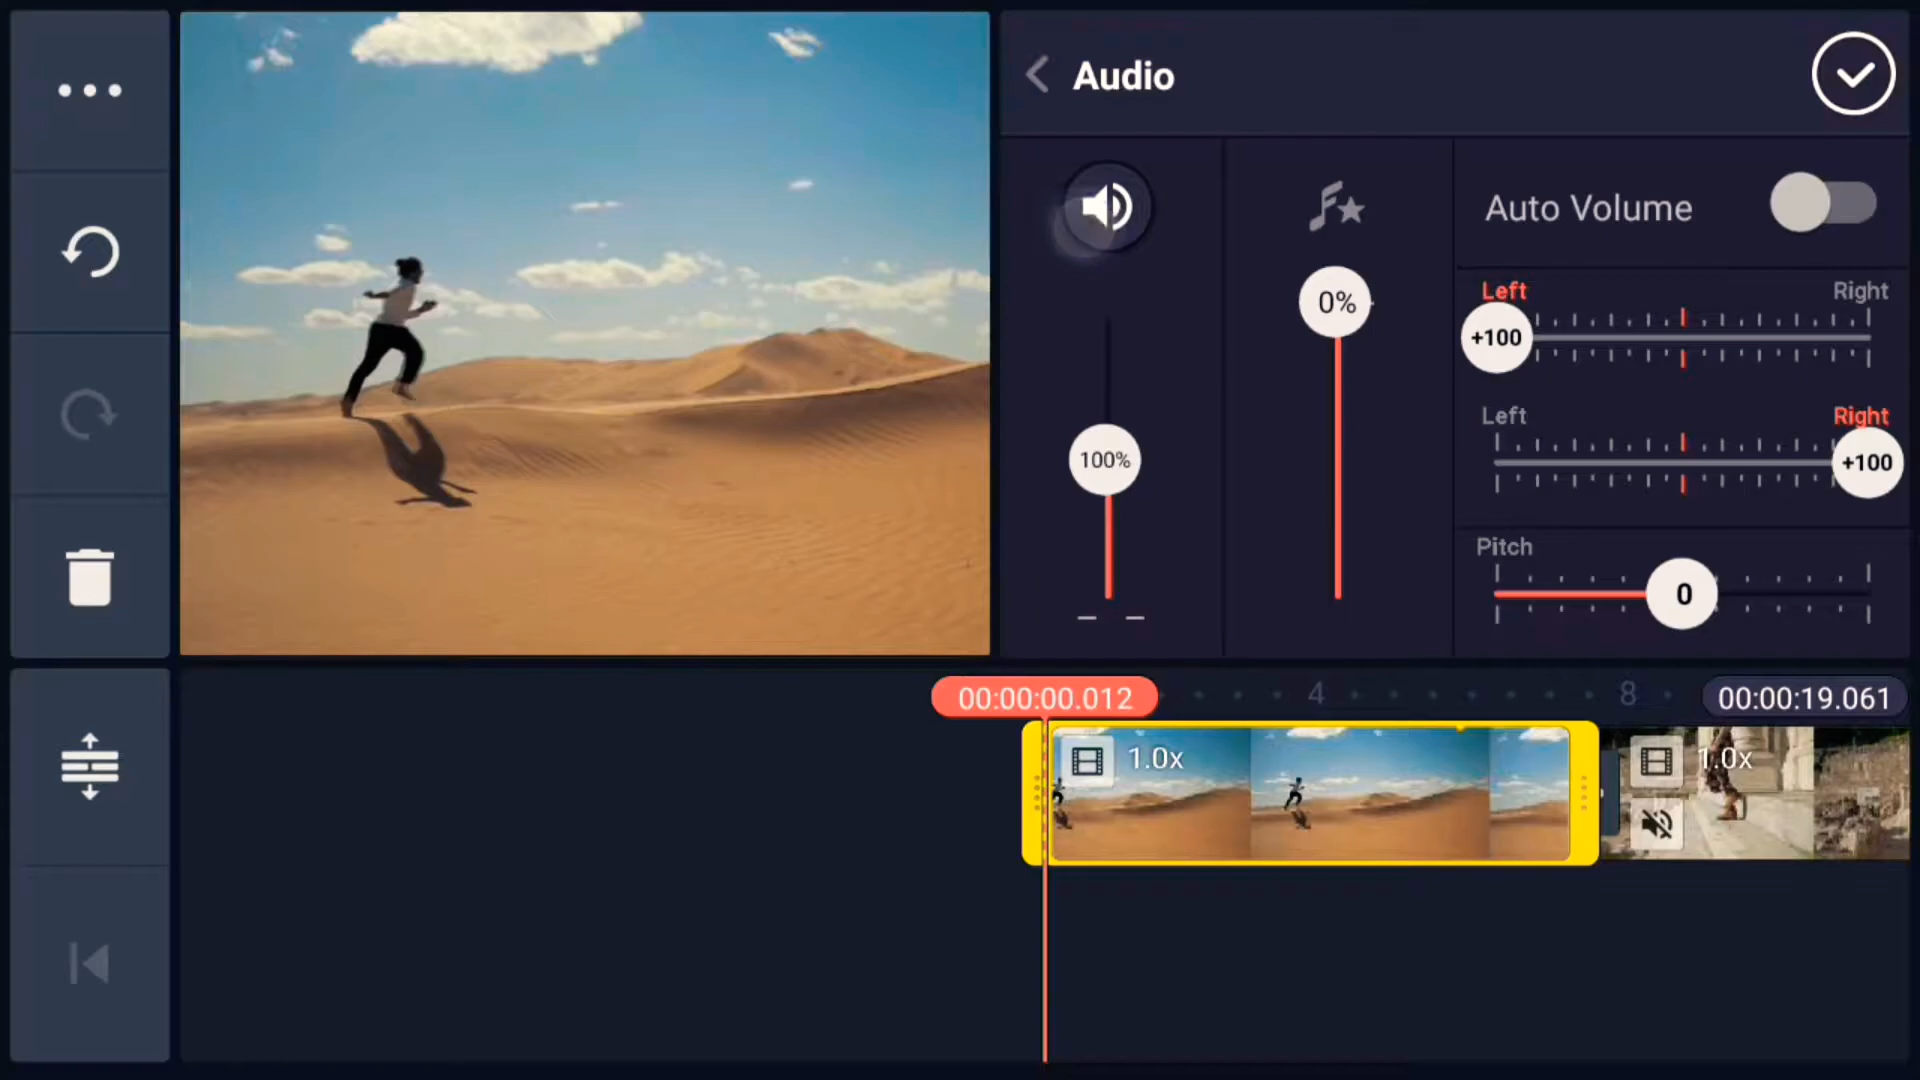 Audio
Auto Volume
0%
Left
Right
+100
Left
Right
100%
+100
Pitch
0
00:00:00.012
4
8
00:00:19.061
1.0x
1.0x